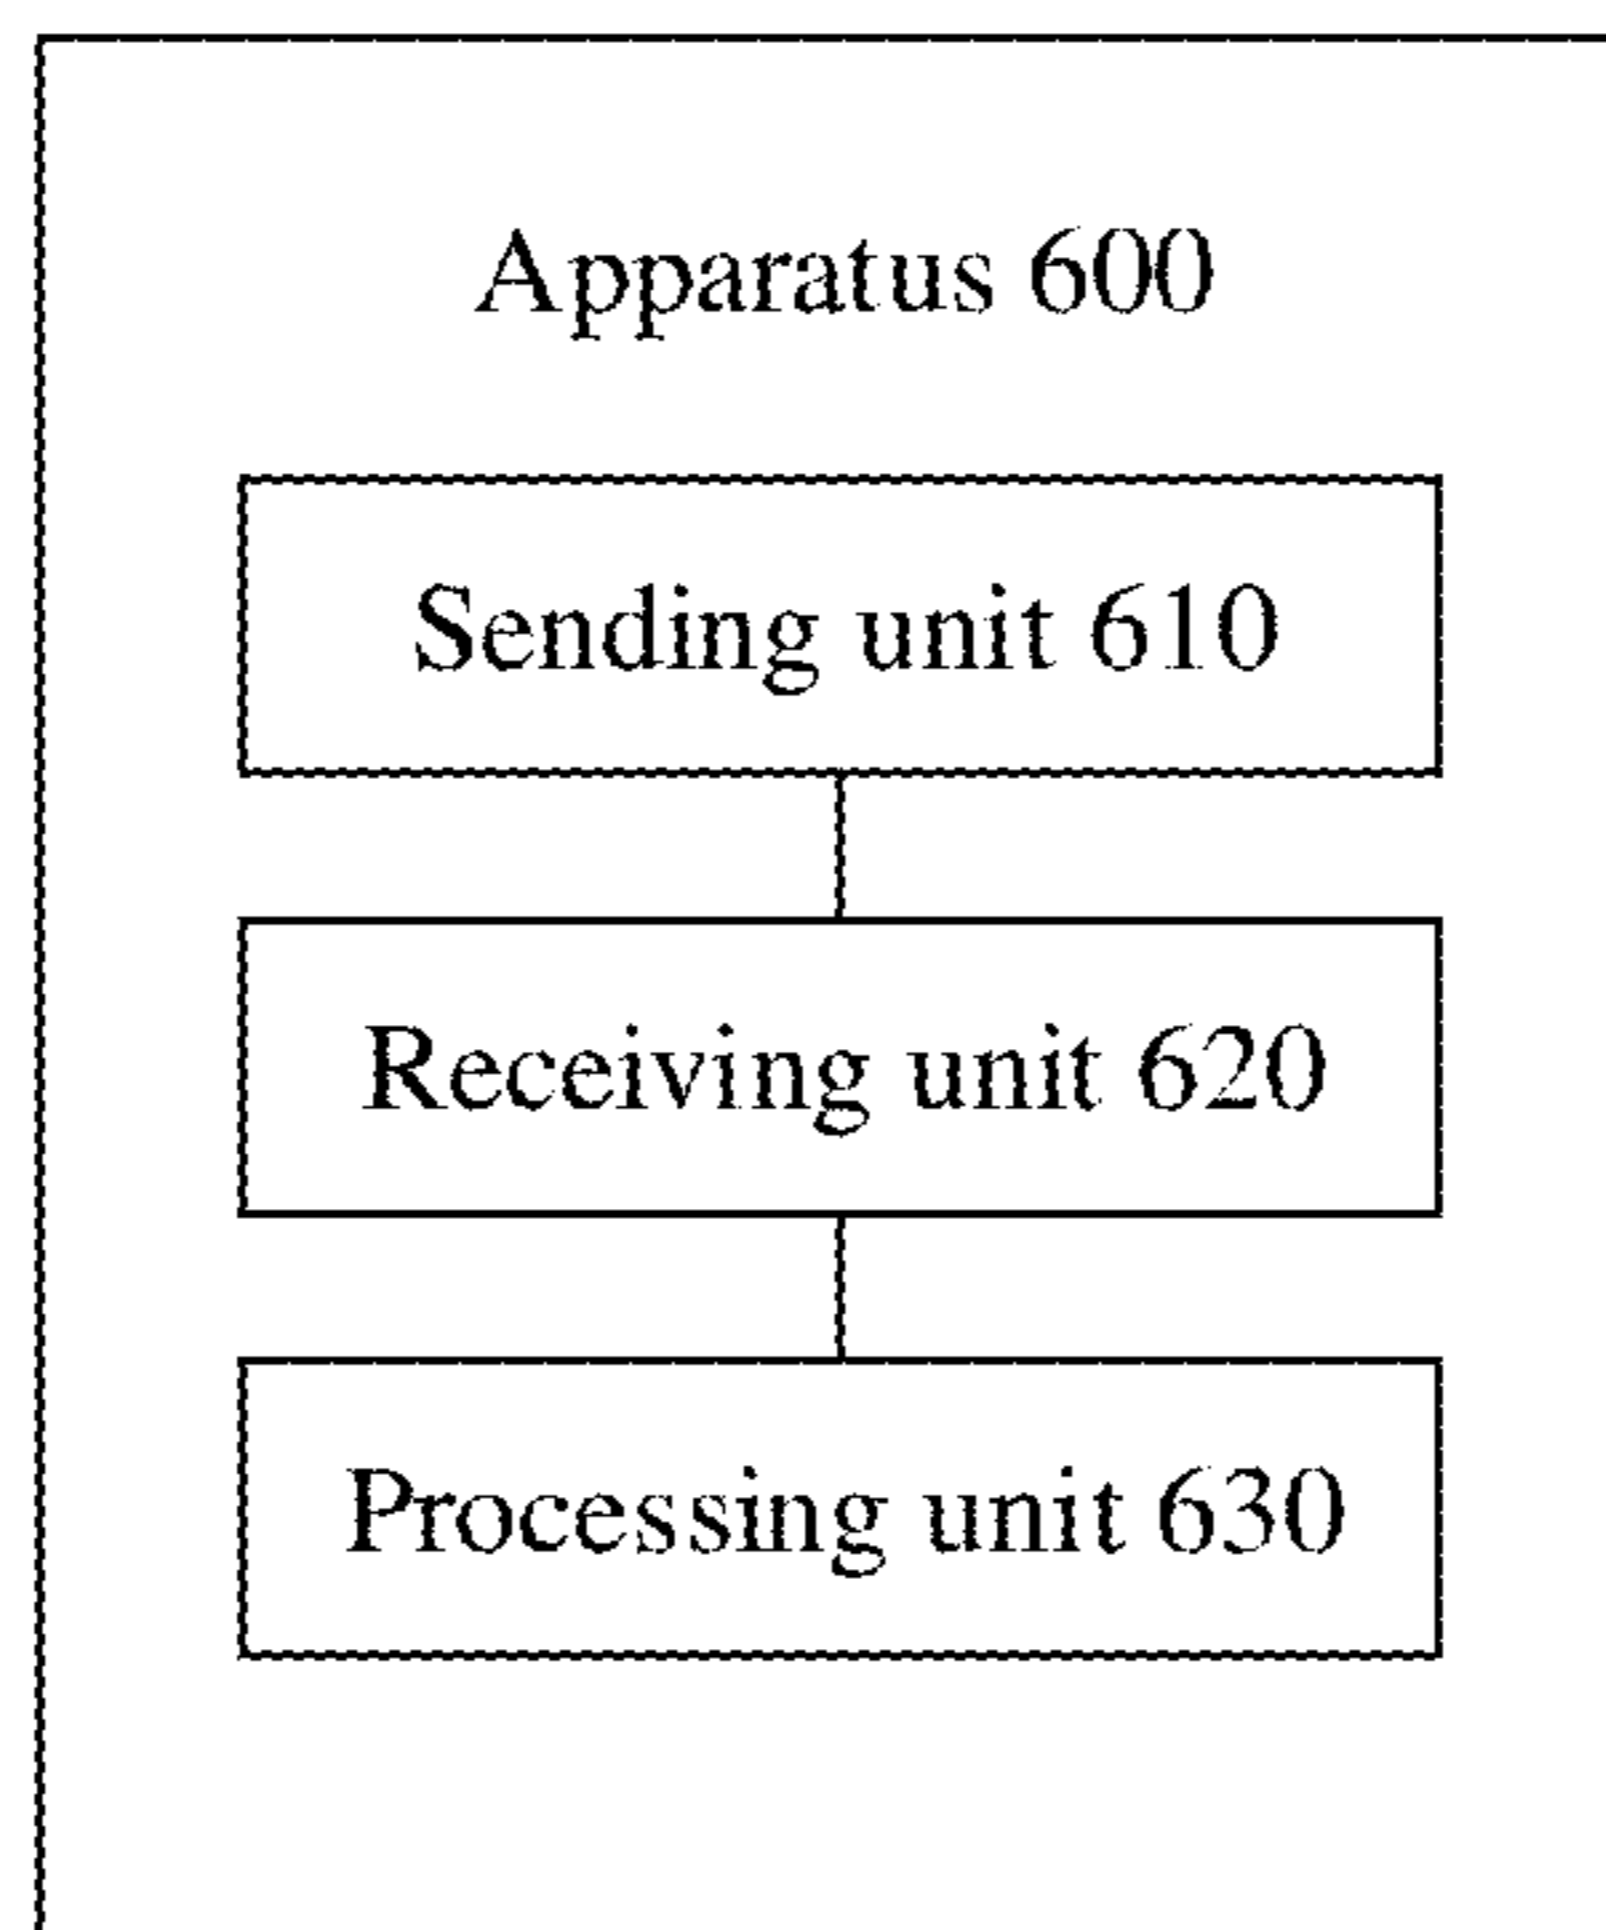 Apparatus 600
Sending unit 610
Receiving unit 620
Processing unit 630